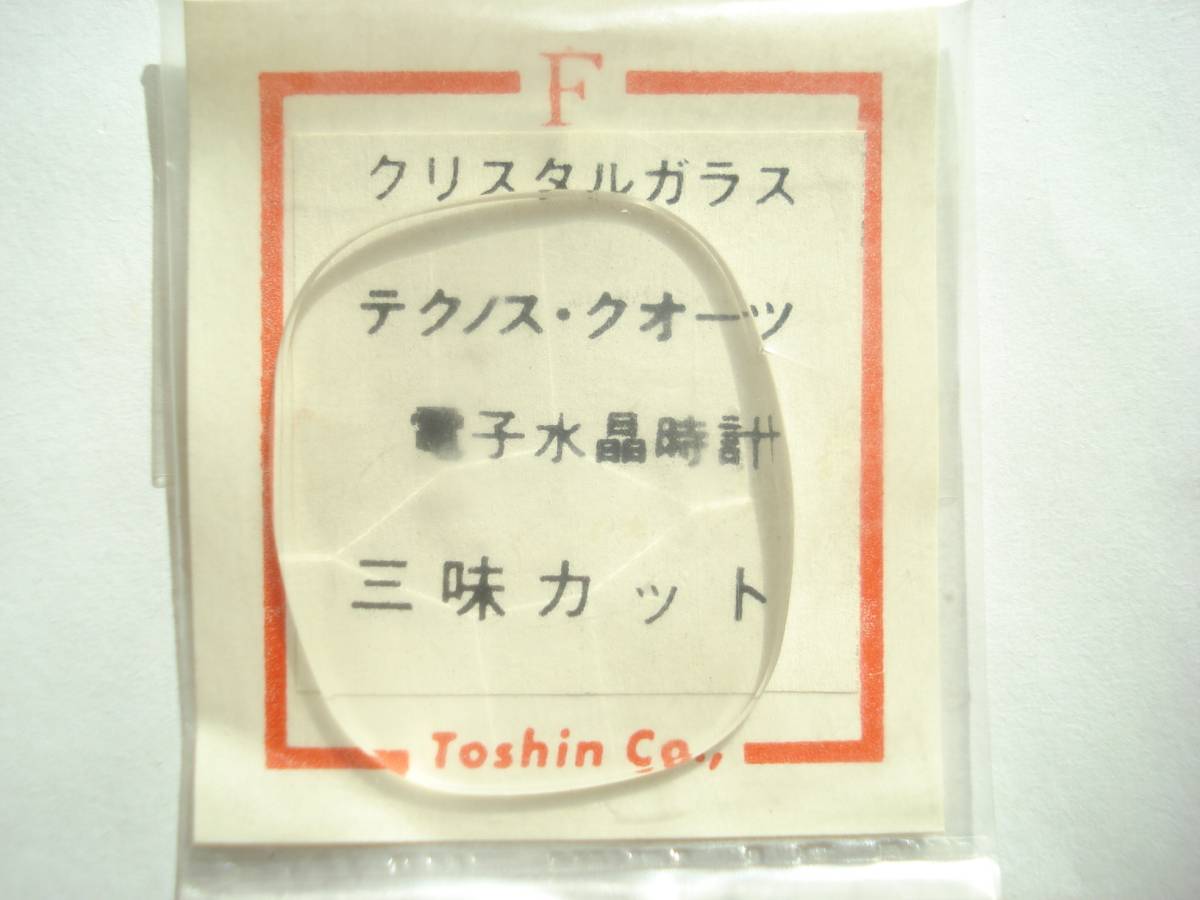 F
クリスタルガラス
テクノス・クオーツ
電子水晶時計
三味カット
Toshin Co.,